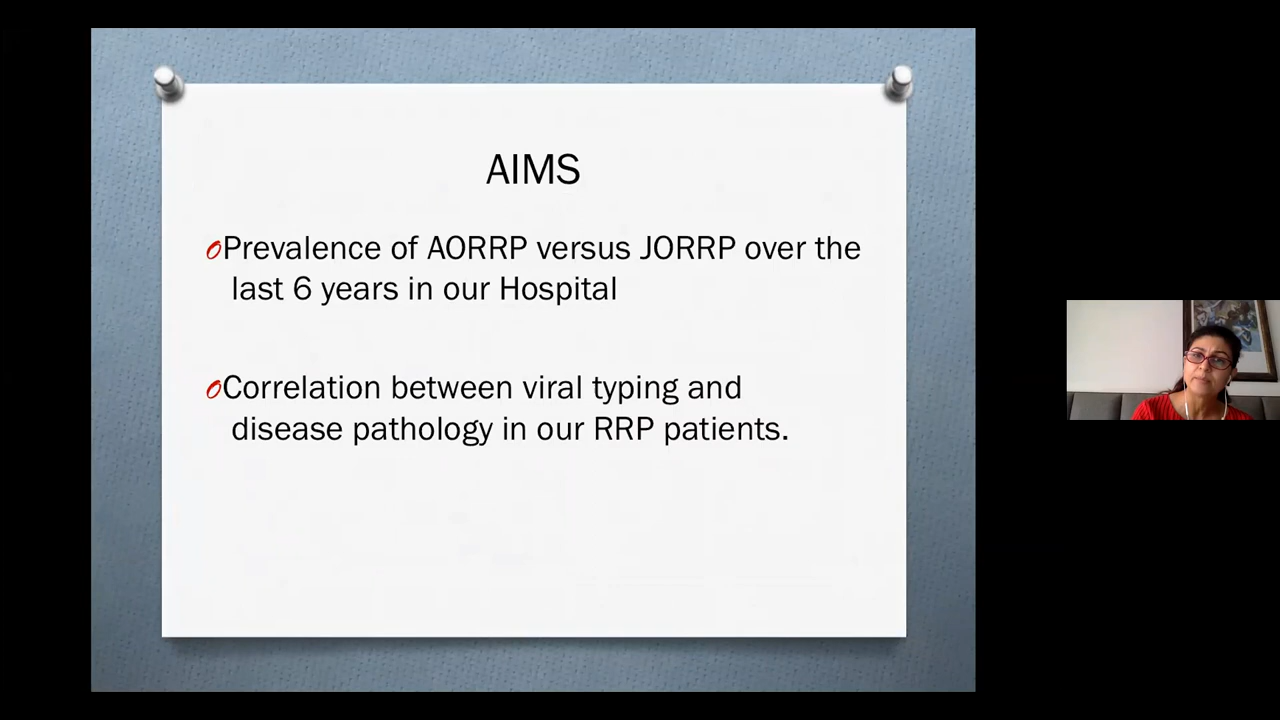 AIMS
Prevalence of AORRP versus JORRP over the
last 6 years in our Hospital
Correlation between viral typing and
disease pathology in our RRP patients.